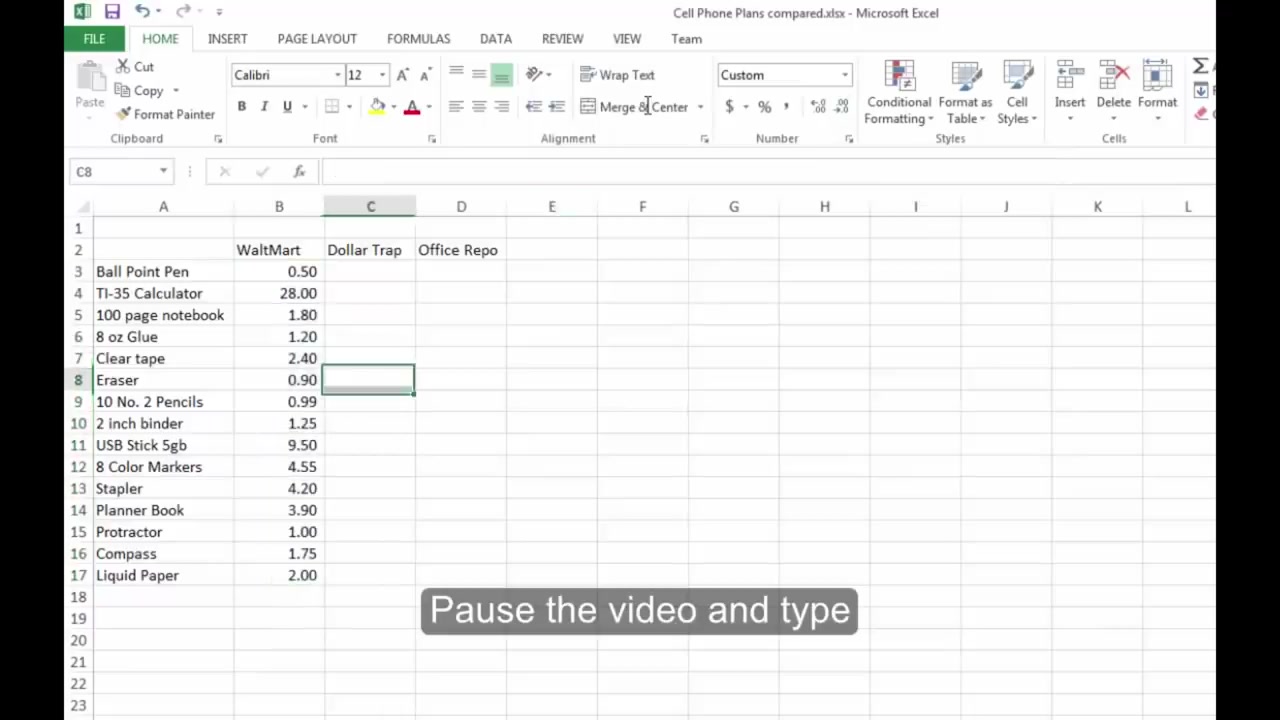 Cell Phone Plans compared.xlsx - Microsoft Excel
FILE HOME INSERT PAGE LAYOUT FORMULAS DATA REVIEW VIEW Team
Paste Cut Copy Format Painter Clipboard
Calibri 12 B I U Font
Wrap Text Merge & Center Alignment
Custom $ % , Number
Conditional Formatting Format as Table Cell Styles Styles
Insert Delete Format Cells
C8 fx
A B C D E F G H I J K L
1
2 WaltMart Dollar Trap Office Repo
3 Ball Point Pen 0.50
4 TI-35 Calculator 28.00
5 100 page notebook 1.80
6 8 oz Glue 1.20
7 Clear tape 2.40
8 Eraser 0.90
9 10 No. 2 Pencils 0.99
10 2 inch binder 1.25
11 USB Stick 5gb 9.50
12 8 Color Markers 4.55
13 Stapler 4.20
14 Planner Book 3.90
15 Protractor 1.00
16 Compass 1.75
17 Liquid Paper 2.00
18
Pause the video and type
19
20
21
22
23